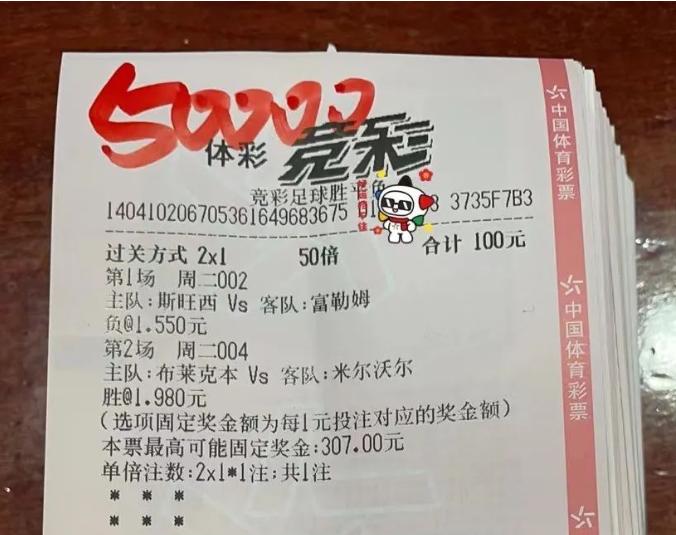 50000
体彩 竞彩
竞彩足球胜平负
140410206705361649683675 3735F7B3
过关方式 2x1 50倍 合计 100元
第1场 周二002
主队:斯旺西 Vs 客队:富勒姆
负@1.550元
第2场 周二004
主队:布莱克本 Vs 客队:米尔沃尔
胜@1.980元
(选项固定奖金额为每1元投注对应的奖金额)
本票最高可能固定奖金:307.00元
单倍注数:2x1*1注;共1注
* * *
* * *
中国体育彩票
中国体育彩票